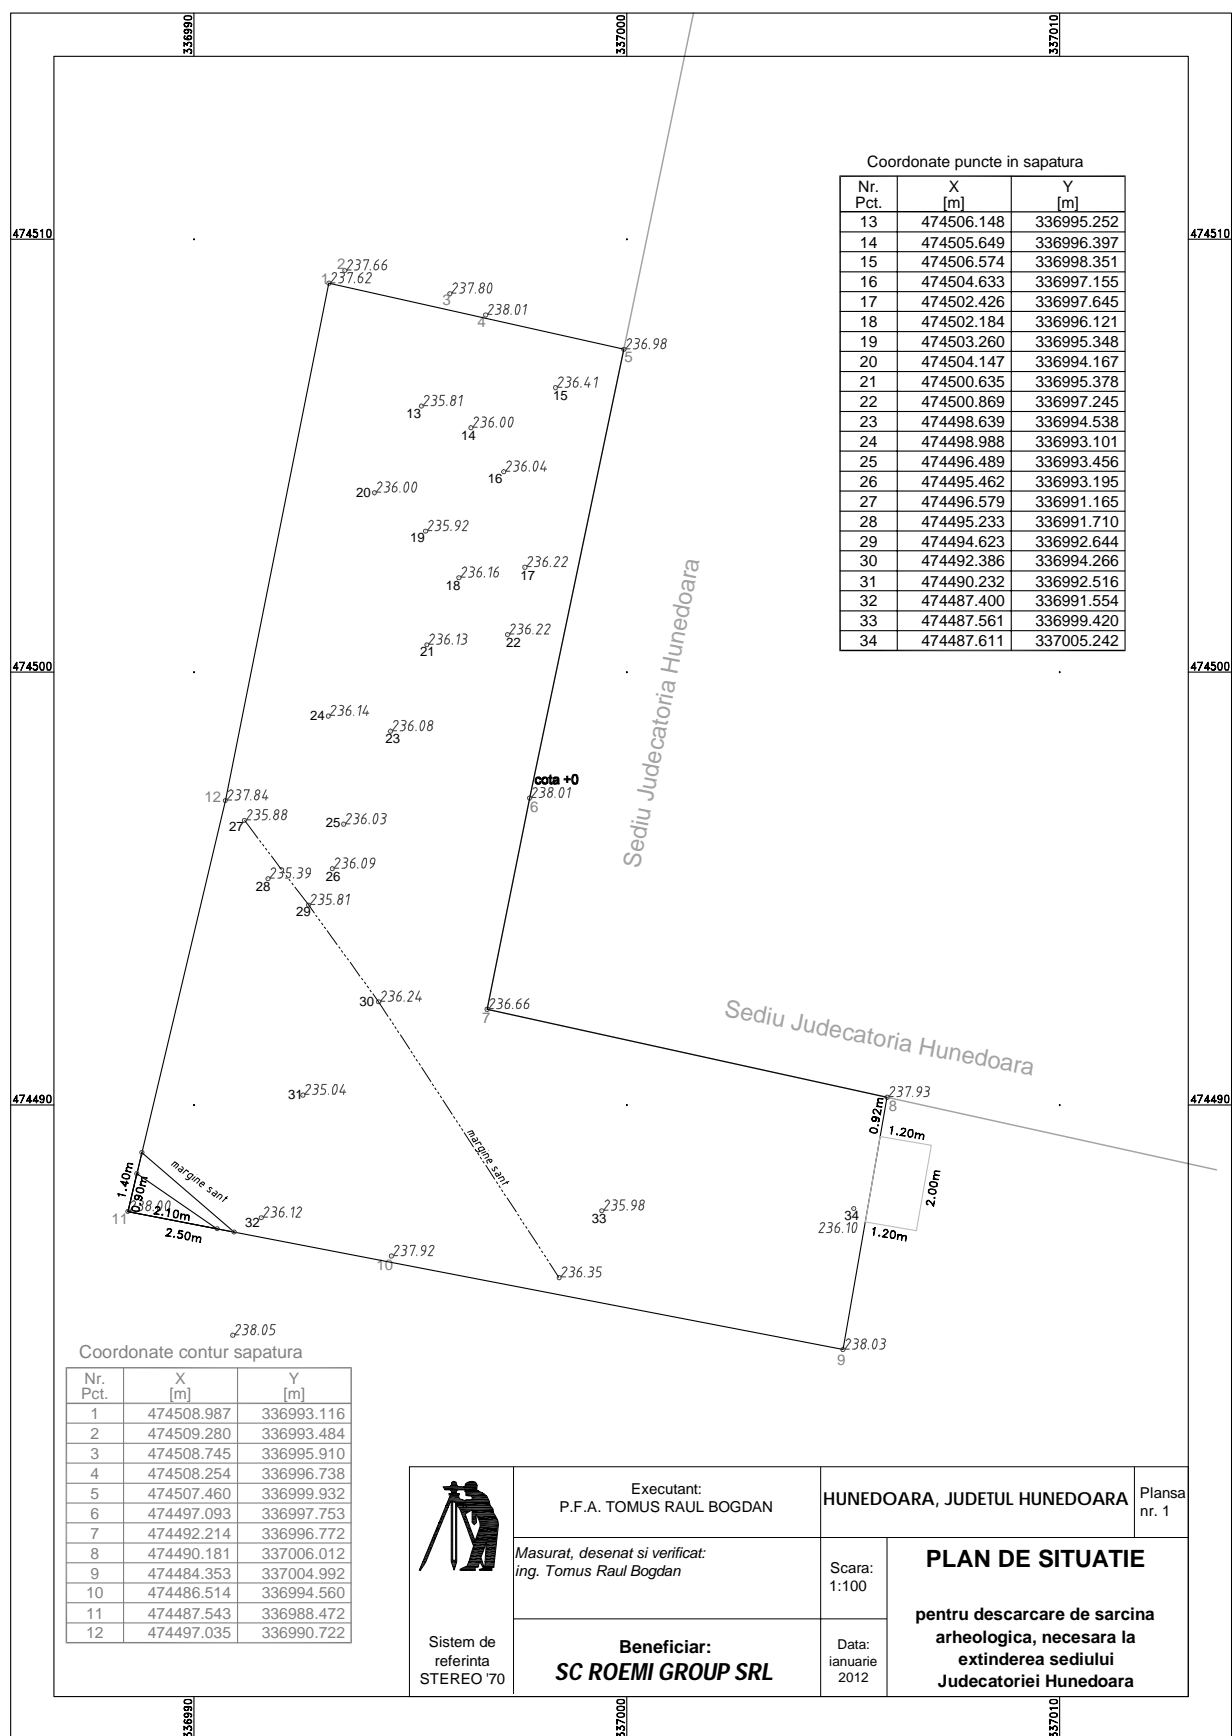 336990
337000
337010
Coordonate puncte in sapatura
Nr. Pct. X [m] Y [m]
13 474506.148 336995.252
14 474505.649 336996.397
15 474506.574 336998.351
16 474504.633 336997.155
17 474502.426 336997.645
18 474502.184 336996.121
19 474503.260 336995.348
20 474504.147 336994.167
21 474500.635 336995.378
22 474500.869 336997.245
23 474498.639 336994.538
24 474498.988 336993.101
25 474496.489 336993.456
26 474495.462 336993.195
27 474496.579 336991.165
28 474495.233 336991.710
29 474494.623 336992.644
30 474492.386 336994.266
31 474490.232 336992.516
32 474487.400 336991.554
33 474487.561 336999.420
34 474487.611 337005.242
474510
474510
2 237.66
1 237.62
3 237.80
4 238.01
5 236.98
15 236.41
13 235.81
14 236.00
16 236.04
20 236.00
19 235.92
17 236.22
18 236.16
22 236.22
21 236.13
Sediu Judecatoria Hunedoara
474500
474500
24 236.14
23 236.08
cota +0
6 238.01
12 237.84
27 235.88
25 236.03
26 236.09
28 235.39
29 235.81
30 236.24
7 236.66
Sediu Judecatoria Hunedoara
474490
474490
31 235.04
8 237.93
0.92m
1.20m
2.00m
1.20m
margine sant
margine sant
1.40m
0.90m
11 238.00
2.10m
2.50m
32 236.12
33 235.98
34
236.10
10 237.92
236.35
238.05
9 238.03
Coordonate contur sapatura
Nr. Pct. X [m] Y [m]
1 474508.987 336993.116
2 474509.280 336993.484
3 474508.745 336995.910
4 474508.254 336996.738
5 474507.460 336999.932
6 474497.093 336997.753
7 474492.214 336996.772
8 474490.181 337006.012
9 474484.353 337004.992
10 474486.514 336994.560
11 474487.543 336988.472
12 474497.035 336990.722
Sistem de
referinta
STEREO '70
Executant:
P.F.A. TOMUS RAUL BOGDAN
Masurat, desenat si verificat:
ing. Tomus Raul Bogdan
Beneficiar:
SC ROEMI GROUP SRL
HUNEDOARA, JUDETUL HUNEDOARA
Plansa
nr. 1
Scara:
1:100
Data:
ianuarie
2012
PLAN DE SITUATIE
pentru descarcare de sarcina
arheologica, necesara la
extinderea sediului
Judecatoriei Hunedoara
336990
337000
337010